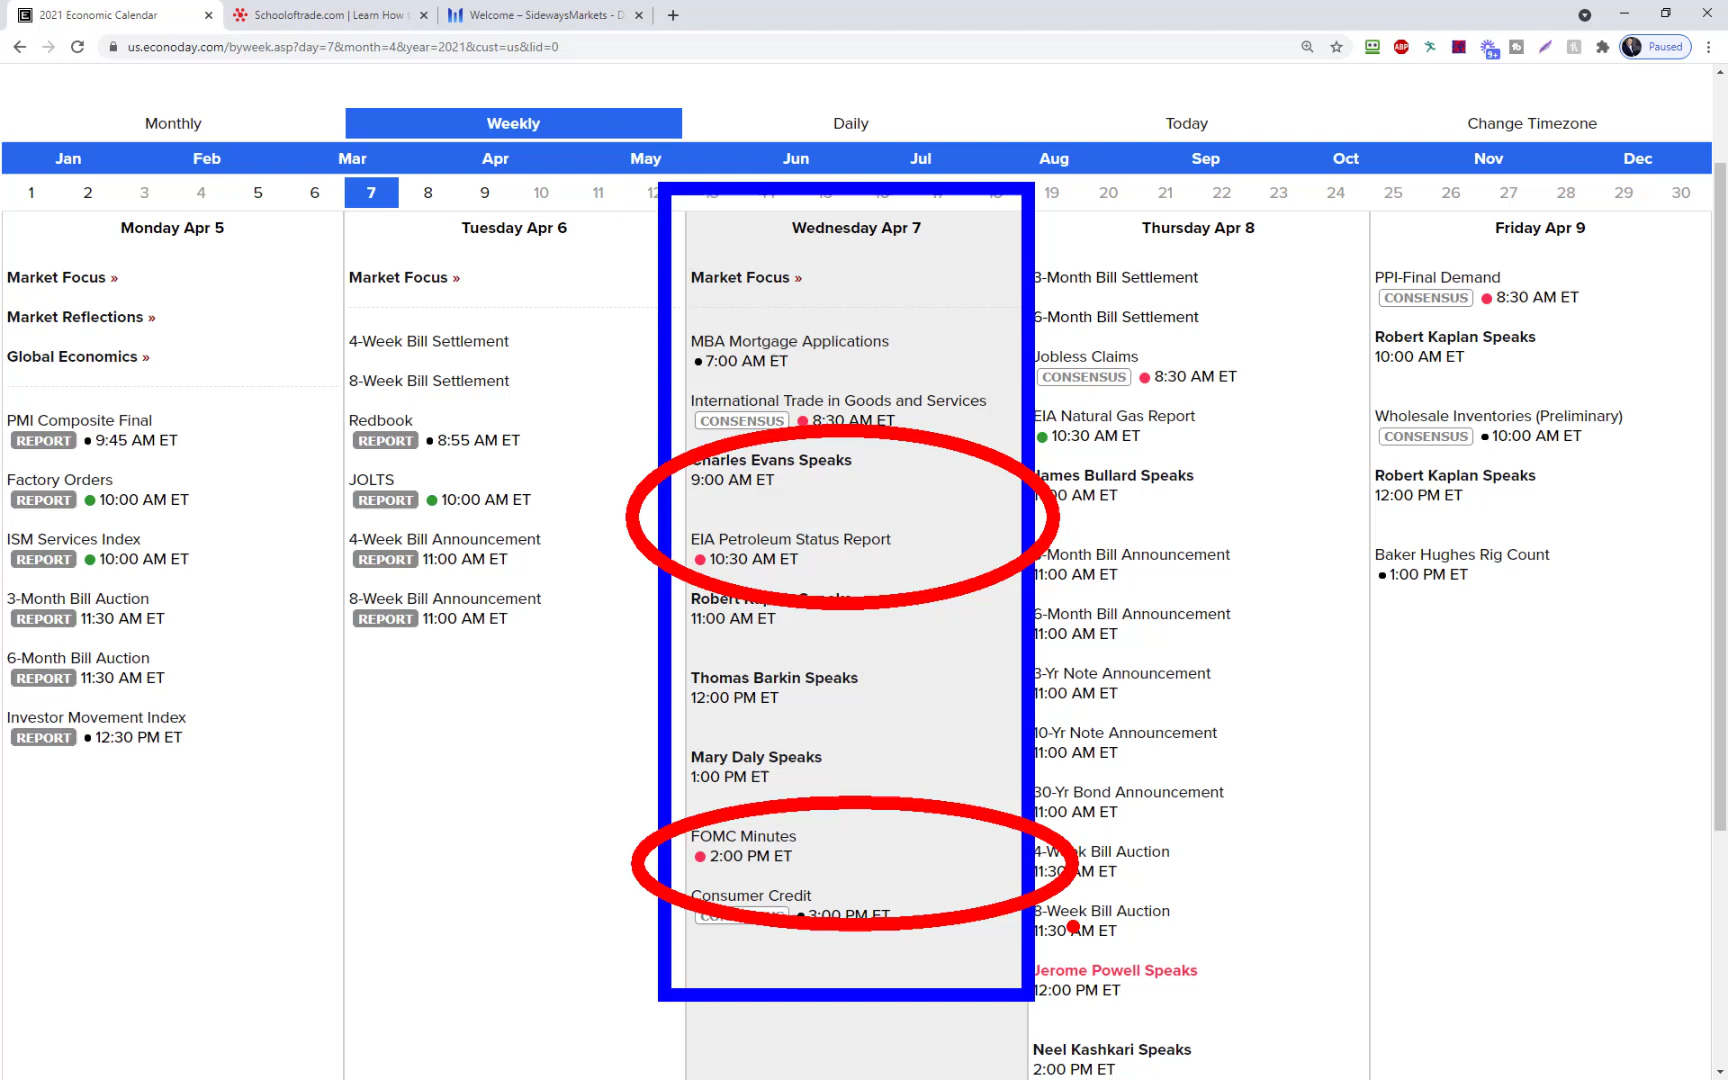 2021 Economic Calendar
Schooloftrade.com | Learn How
Welcome – SidewaysMarkets - D
us.econoday.com/byweek.asp?day=7&month=4&year=2021&cust=us&lid=0
ABP
9+
Paused
Monthly
Weekly
Daily
Today
Change Timezone
Jan Feb Mar Apr May Jun Jul Aug Sep Oct Nov Dec
1 2 3 4 5 6 7 8 9 10 11 12 19 20 21 22 23 24 25 26 27 28 29 30
Monday Apr 5
Market Focus »
Market Reflections »
Global Economics »
PMI Composite Final
REPORT 9:45 AM ET
Factory Orders
REPORT 10:00 AM ET
ISM Services Index
REPORT 10:00 AM ET
3-Month Bill Auction
REPORT 11:30 AM ET
6-Month Bill Auction
REPORT 11:30 AM ET
Investor Movement Index
REPORT 12:30 PM ET
Tuesday Apr 6
Market Focus »
4-Week Bill Settlement
8-Week Bill Settlement
Redbook
REPORT 8:55 AM ET
JOLTS
REPORT 10:00 AM ET
4-Week Bill Announcement
REPORT 11:00 AM ET
8-Week Bill Announcement
REPORT 11:00 AM ET
Wednesday Apr 7
Market Focus »
MBA Mortgage Applications
7:00 AM ET
International Trade in Goods and Services
CONSENSUS 8:30 AM ET
Charles Evans Speaks
9:00 AM ET
EIA Petroleum Status Report
10:30 AM ET
Robert Kaplan Speaks
11:00 AM ET
Thomas Barkin Speaks
12:00 PM ET
Mary Daly Speaks
1:00 PM ET
FOMC Minutes
2:00 PM ET
Consumer Credit
CONSENSUS 3:00 PM ET
Thursday Apr 8
3-Month Bill Settlement
6-Month Bill Settlement
Jobless Claims
CONSENSUS 8:30 AM ET
EIA Natural Gas Report
10:30 AM ET
James Bullard Speaks
AM ET
-Month Bill Announcement
11:00 AM ET
6-Month Bill Announcement
11:00 AM ET
3-Yr Note Announcement
11:00 AM ET
10-Yr Note Announcement
11:00 AM ET
30-Yr Bond Announcement
11:00 AM ET
4-Week Bill Auction
11:30 AM ET
8-Week Bill Auction
11:30 AM ET
Jerome Powell Speaks
12:00 PM ET
Neel Kashkari Speaks
2:00 PM ET
Friday Apr 9
PPI-Final Demand
CONSENSUS 8:30 AM ET
Robert Kaplan Speaks
10:00 AM ET
Wholesale Inventories (Preliminary)
CONSENSUS 10:00 AM ET
Robert Kaplan Speaks
12:00 PM ET
Baker Hughes Rig Count
1:00 PM ET